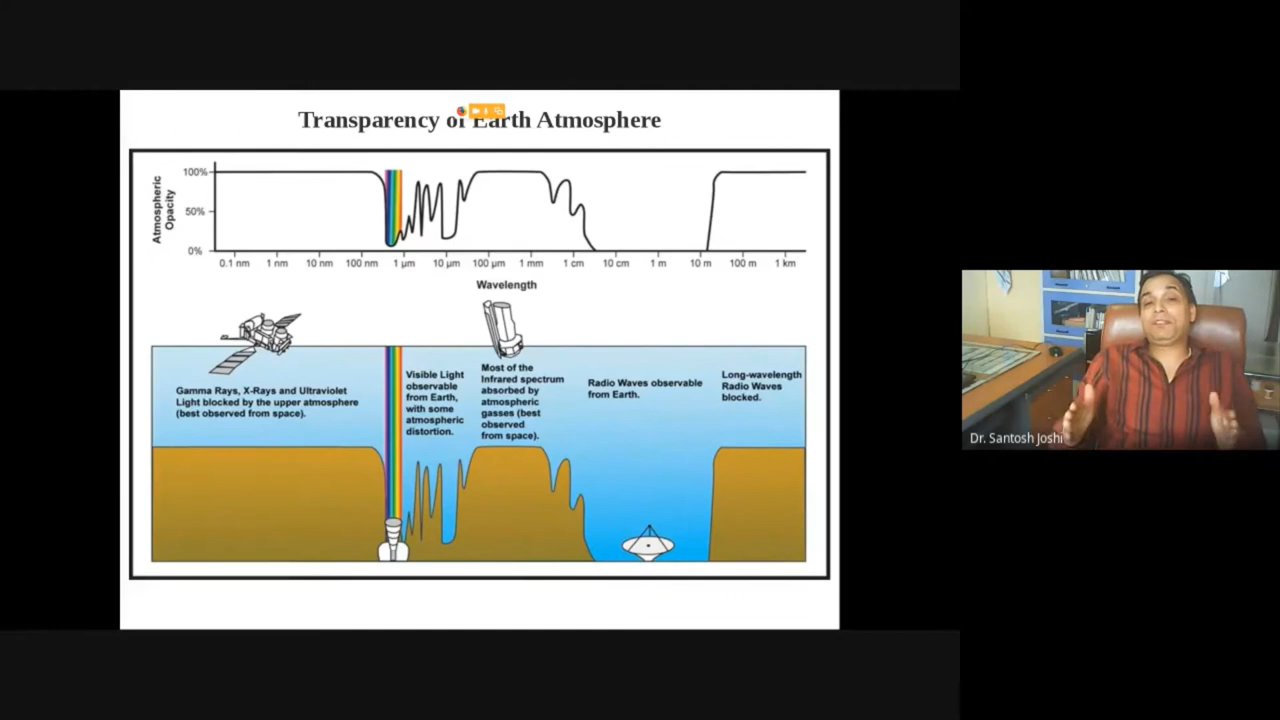 Transparency of Earth Atmosphere
Atmospheric
Opacity
100%
50%
0%
0.1 nm 1 nm 10 nm 100 nm 1 μm 10 μm 100 μm 1 mm 1 cm 10 cm 1 m 10 m 100 m 1 km
Wavelength
Gamma Rays, X-Rays and Ultraviolet
Light blocked by the upper atmosphere
(best observed from space).
Visible Light
observable
from Earth,
with some
atmospheric
distortion.
Most of the
Infrared spectrum
absorbed by
atmospheric
gasses (best
observed
from space).
Radio Waves observable
from Earth.
Long-wavelength
Radio Waves
blocked.
Dr. Santosh Joshi